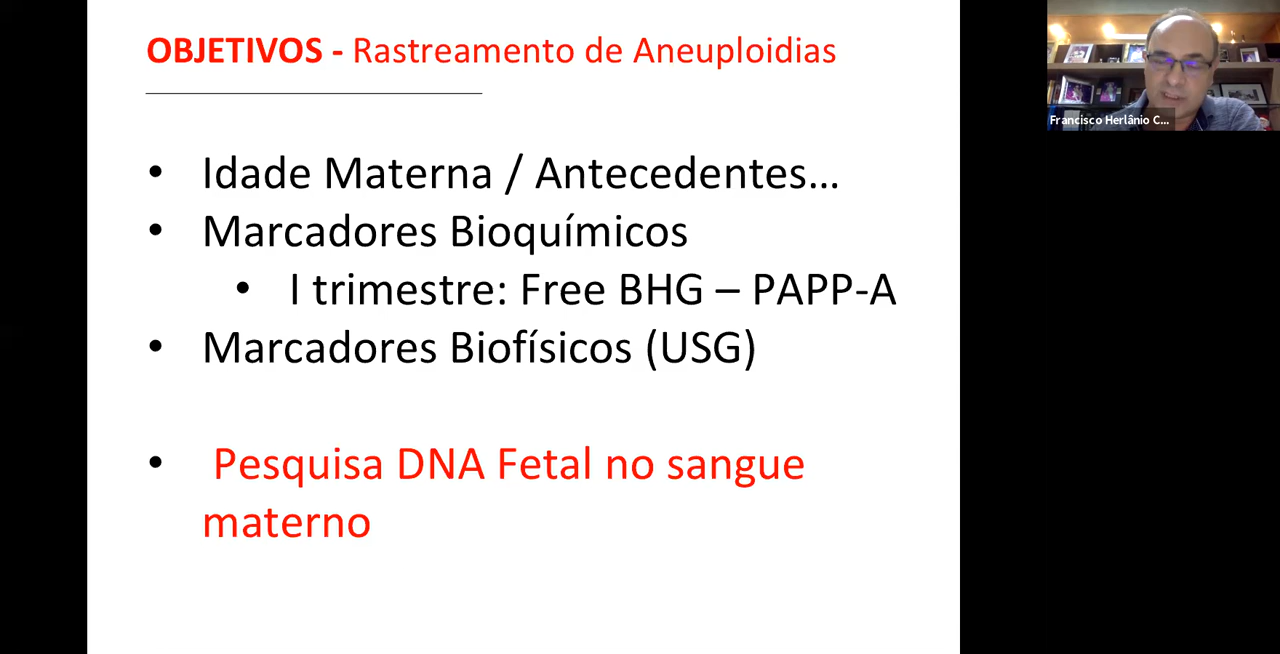 OBJETIVOS - Rastreamento de Aneuploidias
• Idade Materna / Antecedentes...
• Marcadores Bioquímicos
• I trimestre: Free BHG – PAPP-A
• Marcadores Biofísicos (USG)
• Pesquisa DNA Fetal no sangue
materno
Francisco Herlânio C...